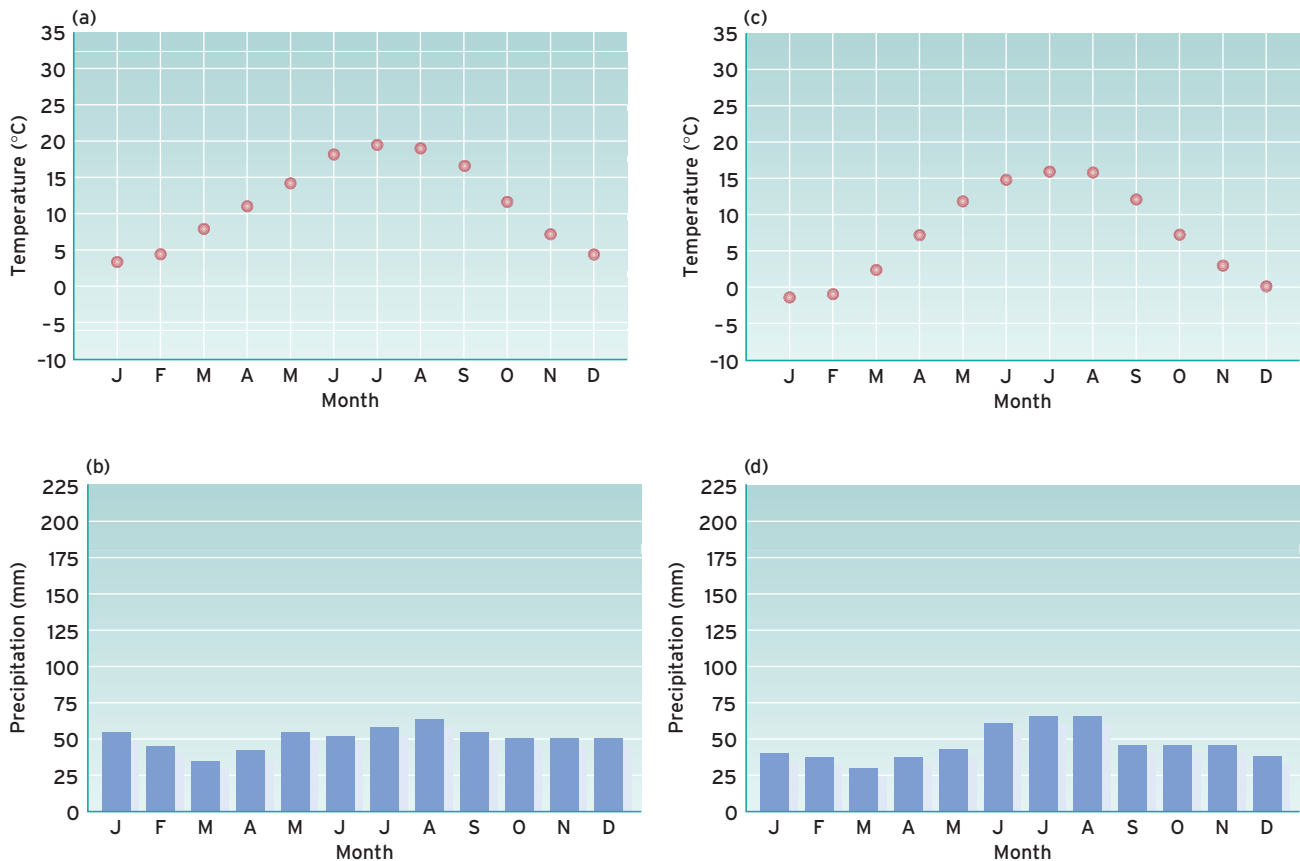 (a)
35
30
25
20
15
10
5
0
-5
-10
Temperature (°C)
J F M A M J J A S O N D
Month
(c)
35
30
25
20
15
10
5
0
-5
-10
Temperature (°C)
J F M A M J J A S O N D
Month
(b)
225
200
175
150
125
100
75
50
25
0
Precipitation (mm)
J F M A M J J A S O N D
Month
(d)
225
200
175
150
125
100
75
50
25
0
Precipitation (mm)
J F M A M J J A S O N D
Month